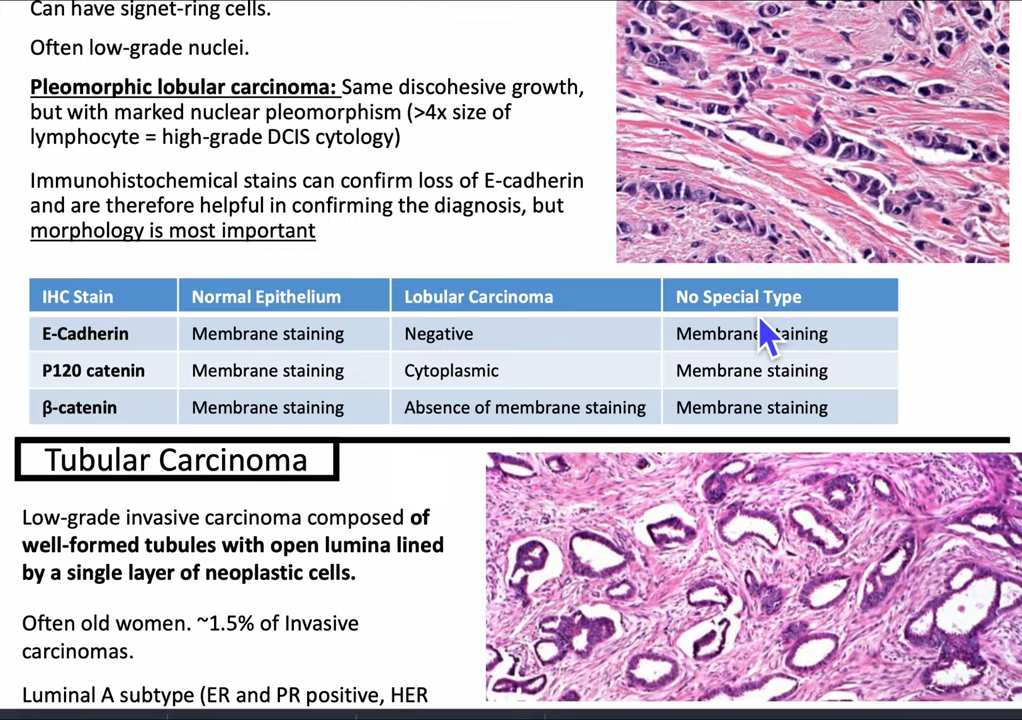 Can have signet-ring cells.
Often low-grade nuclei.
Pleomorphic lobular carcinoma: Same discohesive growth,
but with marked nuclear pleomorphism (>4x size of
lymphocyte = high-grade DCIS cytology)
Immunohistochemical stains can confirm loss of E-cadherin
and are therefore helpful in confirming the diagnosis, but
morphology is most important
IHC Stain Normal Epithelium Lobular Carcinoma No Special Type
E-Cadherin Membrane staining Negative Membrane staining
P120 catenin Membrane staining Cytoplasmic Membrane staining
β-catenin Membrane staining Absence of membrane staining Membrane staining
Tubular Carcinoma
Low-grade invasive carcinoma composed of
well-formed tubules with open lumina lined
by a single layer of neoplastic cells.
Often old women. ~1.5% of Invasive
carcinomas.
Luminal A subtype (ER and PR positive, HER